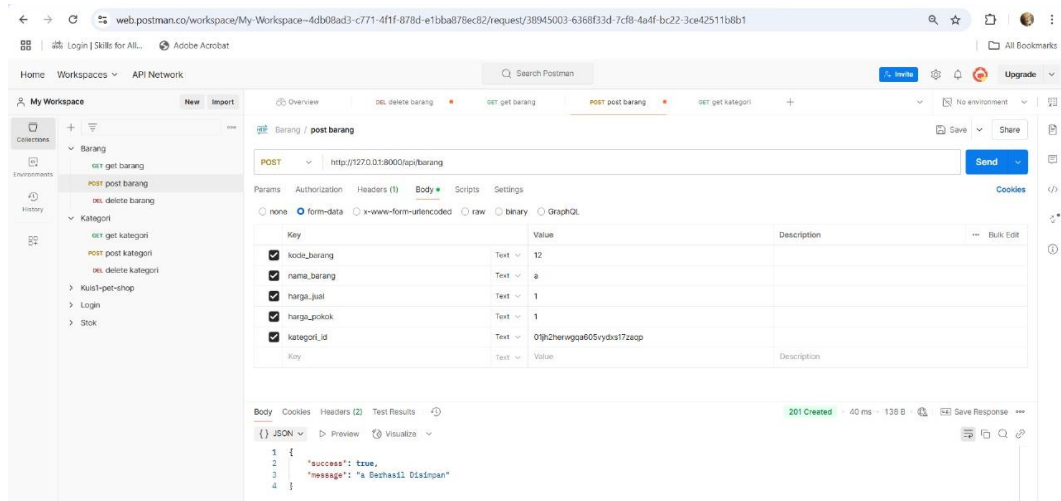 web.postman.co/workspace/My-Workspace~4db08ad3-c771-4f1f-878d-e1bba878ec82/request/38945003-6368f33d-7cf8-4a4f-bc22-3ce42511b8b1
Login | Skills for All... Adobe Acrobat All Bookmarks
Home Workspaces API Network Search Postman Invite Upgrade
My Workspace New Import Overview DEL delete barang GET get barang POST post barang GET get kategori No environment
Collections
Environments
History
Barang
GET get barang
POST post barang
DEL delete barang
Kategori
GET get kategori
POST post kategori
DEL delete kategori
Kuis1-pet-shop
Login
Stok
HTTP Barang / post barang Save Share
POST http://127.0.0.1:8000/api/barang Send
Params Authorization Headers (1) Body Scripts Settings Cookies
none form-data x-www-form-urlencoded raw binary GraphQL
Key Value Description Bulk Edit
kode_barang Text 12
nama_barang Text a
harga_jual Text 1
harga_pokok Text 1
kategori_id Text 01jh2herwgqa605vydxs17zaqp
Key Text Value Description
Body Cookies Headers (2) Test Results 201 Created 40 ms 138 B Save Response
{} JSON Preview Visualize
1 {
2 "success": true,
3 "message": "a Berhasil Disimpan"
4 }